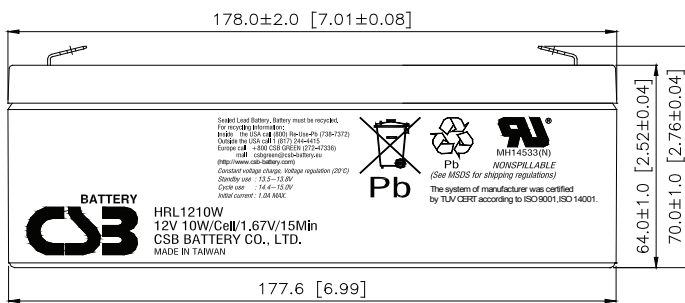 178.0±2.0 [7.01±0.08]
Sealed Lead Battery. Battery must be recycled.
For recycling information:
Inside the USA call (800) Re-Use-Pb (738-7372)
Outside the USA call 1 (817) 244-4415
Europe call +800 CSB GREEN (272-47336)
mail csbgreen@csb-battery.eu
(http://www.csb-battery.com)
Constant voltage charge, Voltage regulation (20°C)
Standby use : 13.5~13.8V
Cycle use : 14.4~15.0V
Initial current : 1.0A MAX.
Pb
Pb
(See MSDS for shipping regulations)
RU®
MH14533(N)
NONSPILLABLE
The system of manufacturer was certified
by TUV CERT according to ISO 9001,ISO 14001.
BATTERY
CSB
HRL1210W
12V 10W/Cell/1.67V/15Min
CSB BATTERY CO., LTD.
MADE IN TAIWAN
64.0±1.0 [2.52±0.04]
70.0±1.0 [2.76±0.04]
177.6 [6.99]